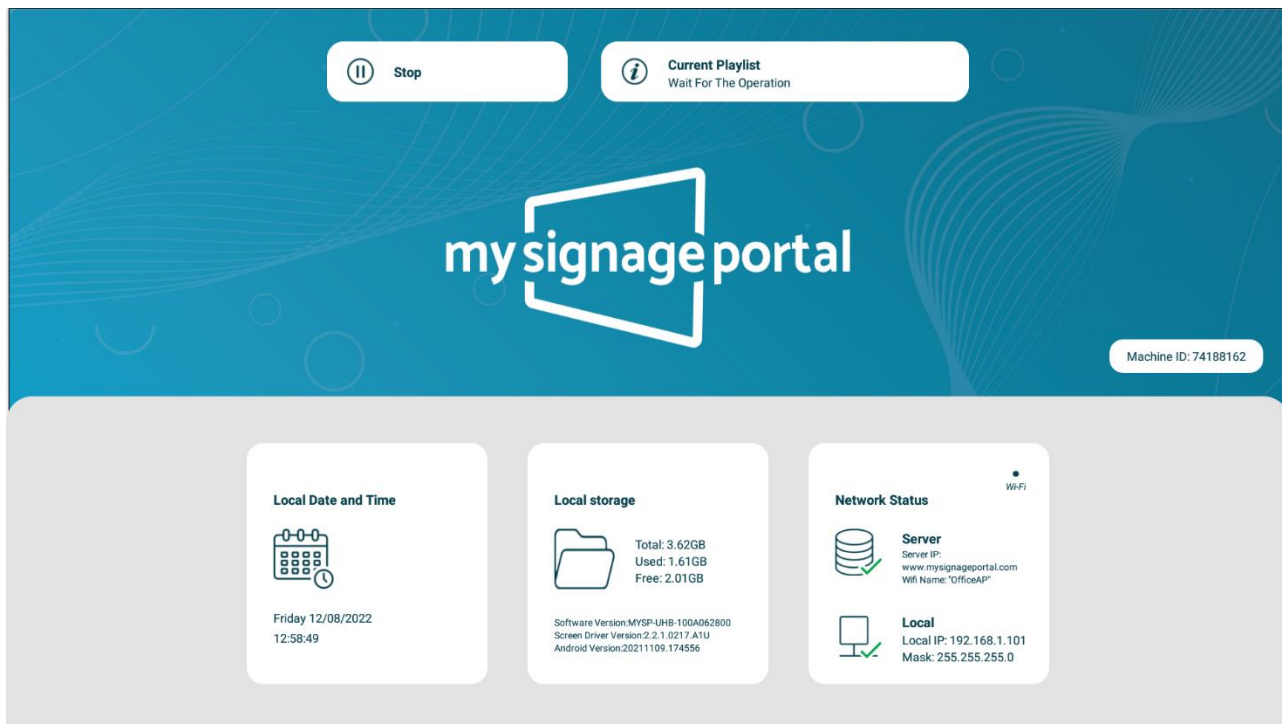 Stop
Current Playlist
Wait For The Operation
my signage portal
Machine ID: 74188162
Local Date and Time
Friday 12/08/2022
12:58:49
Local storage
Total: 3.62GB
Used: 1.61GB
Free: 2.01GB
Software Version:MYSP-UHB-100A062800
Screen Driver Version:2.2.1.0217.A1U
Android Version:20211109.174556
Wi-Fi
Network Status
Server
Server IP:
www.mysignageportal.com
Wifi Name: "OfficeAP"
Local
Local IP: 192.168.1.101
Mask: 255.255.255.0